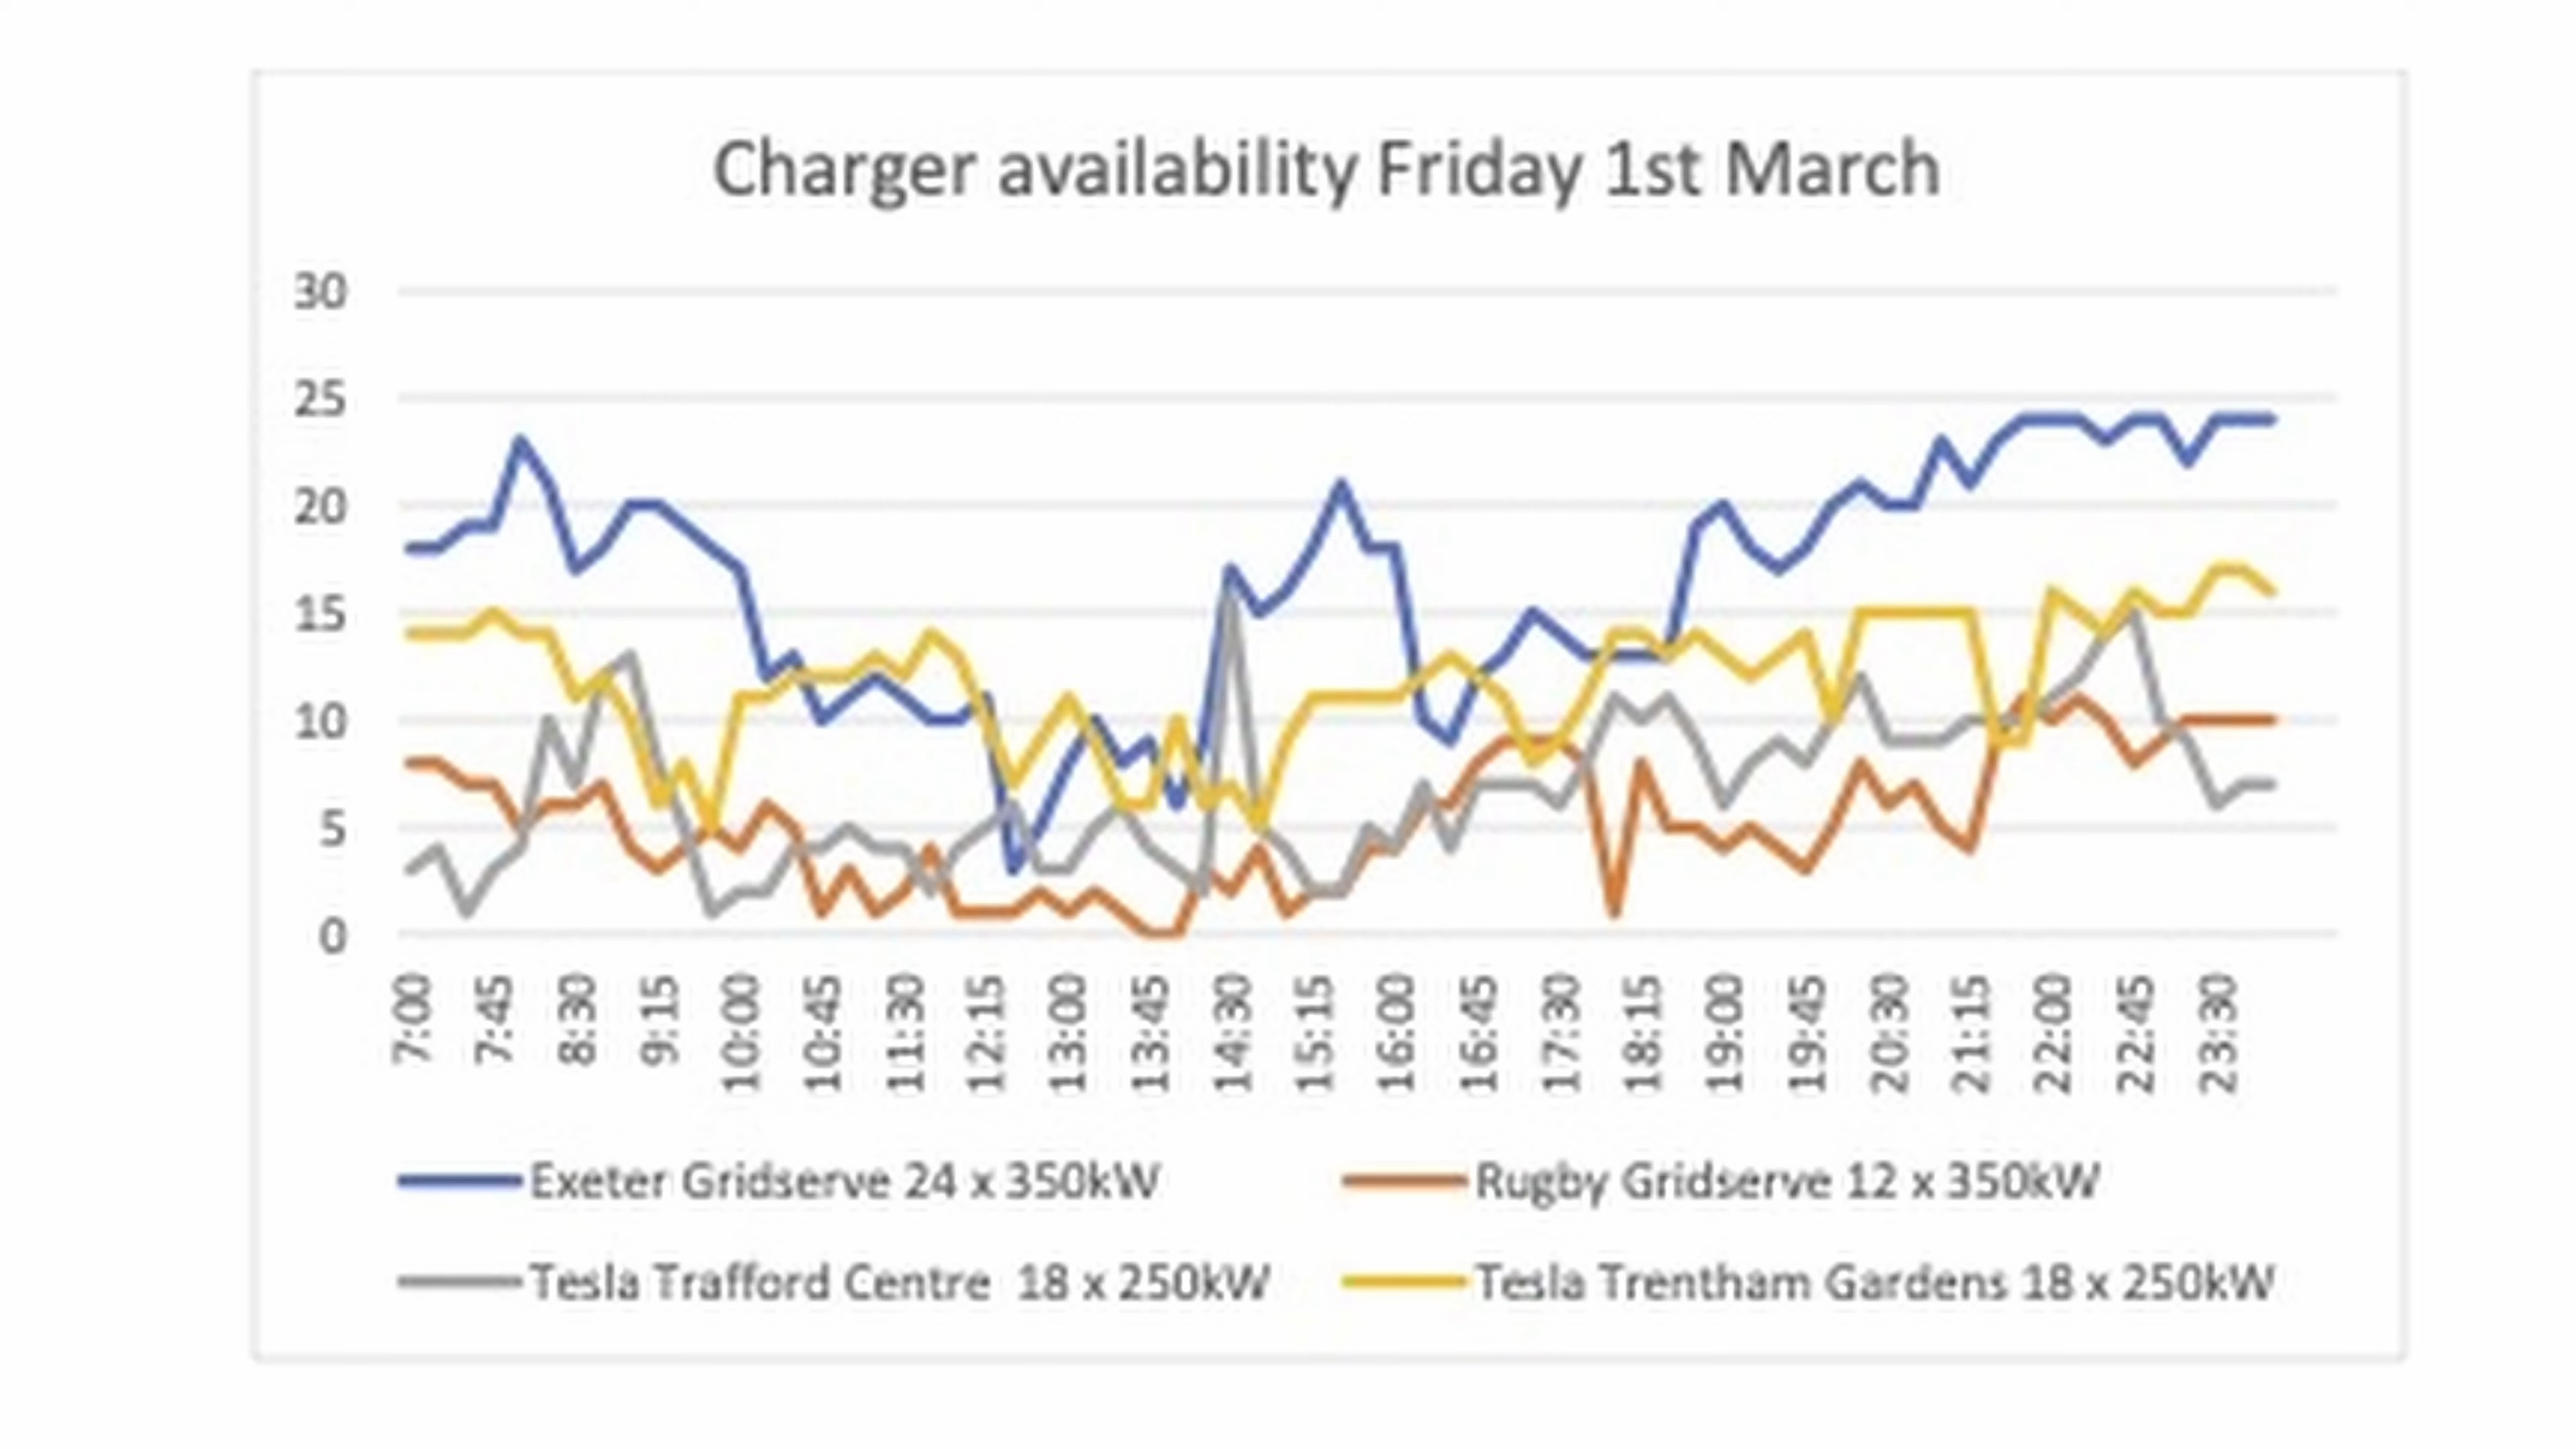 Charger availability Friday 1st March
30
25
20
15
10
5
0
7:00 7:45 8:30 9:15 10:00 10:45 11:30 12:15 13:00 13:45 14:30 15:15 16:00 16:45 17:30 18:15 19:00 19:45 20:30 21:15 22:00 22:45 23:30
Exeter Gridserve 24 x 350kW Rugby Gridserve 12 x 350kW
Tesla Trafford Centre 18 x 250kW Tesla Trentham Gardens 18 x 250kW